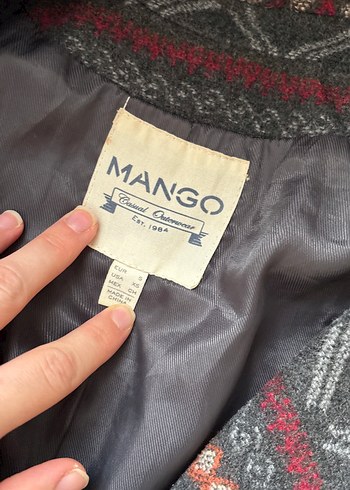 MANGO
Casual Outerwear
EST. 1984
EUR S
USA XS
MEX CH
MADE IN
CHINA